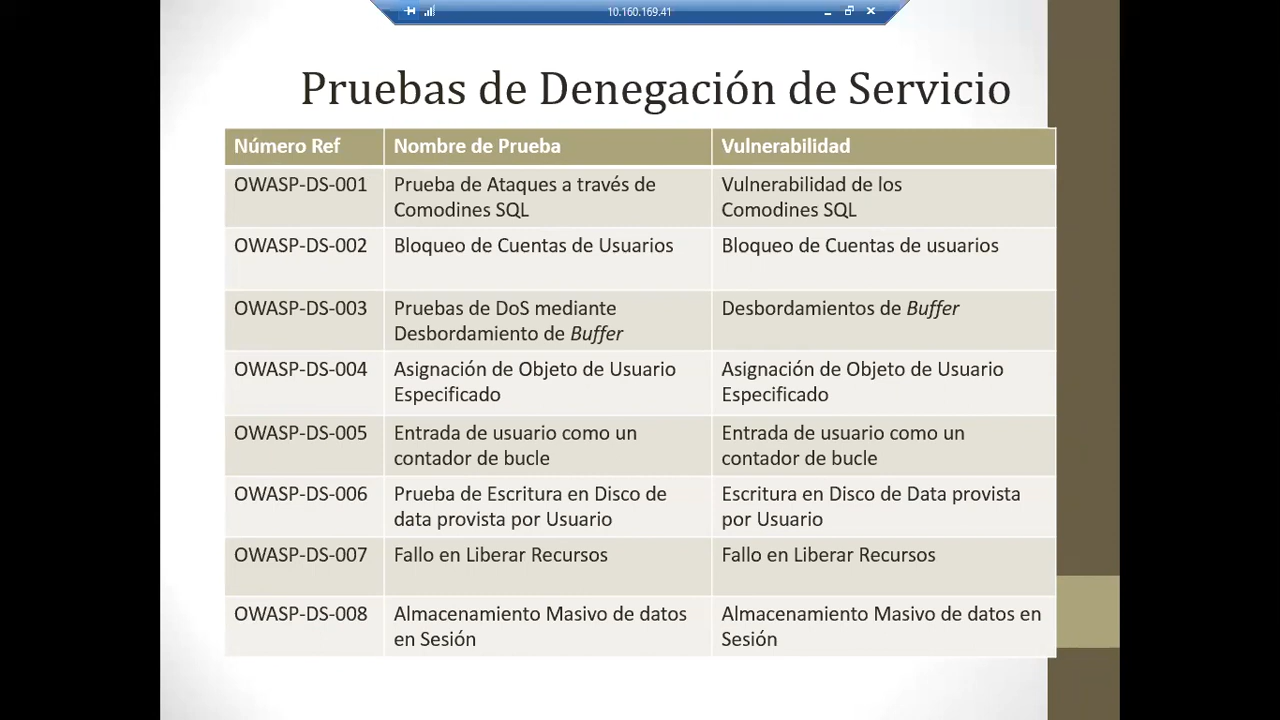 10.160.169.41
Pruebas de Denegación de Servicio
Número Ref Nombre de Prueba Vulnerabilidad
OWASP-DS-001 Prueba de Ataques a través de Vulnerabilidad de los
Comodines SQL Comodines SQL
OWASP-DS-002 Bloqueo de Cuentas de Usuarios Bloqueo de Cuentas de usuarios
OWASP-DS-003 Pruebas de DoS mediante Desbordamientos de Buffer
Desbordamiento de Buffer
OWASP-DS-004 Asignación de Objeto de Usuario Asignación de Objeto de Usuario
Especificado Especificado
OWASP-DS-005 Entrada de usuario como un Entrada de usuario como un
contador de bucle contador de bucle
OWASP-DS-006 Prueba de Escritura en Disco de Escritura en Disco de Data provista
data provista por Usuario por Usuario
OWASP-DS-007 Fallo en Liberar Recursos Fallo en Liberar Recursos
OWASP-DS-008 Almacenamiento Masivo de datos Almacenamiento Masivo de datos en
en Sesión Sesión